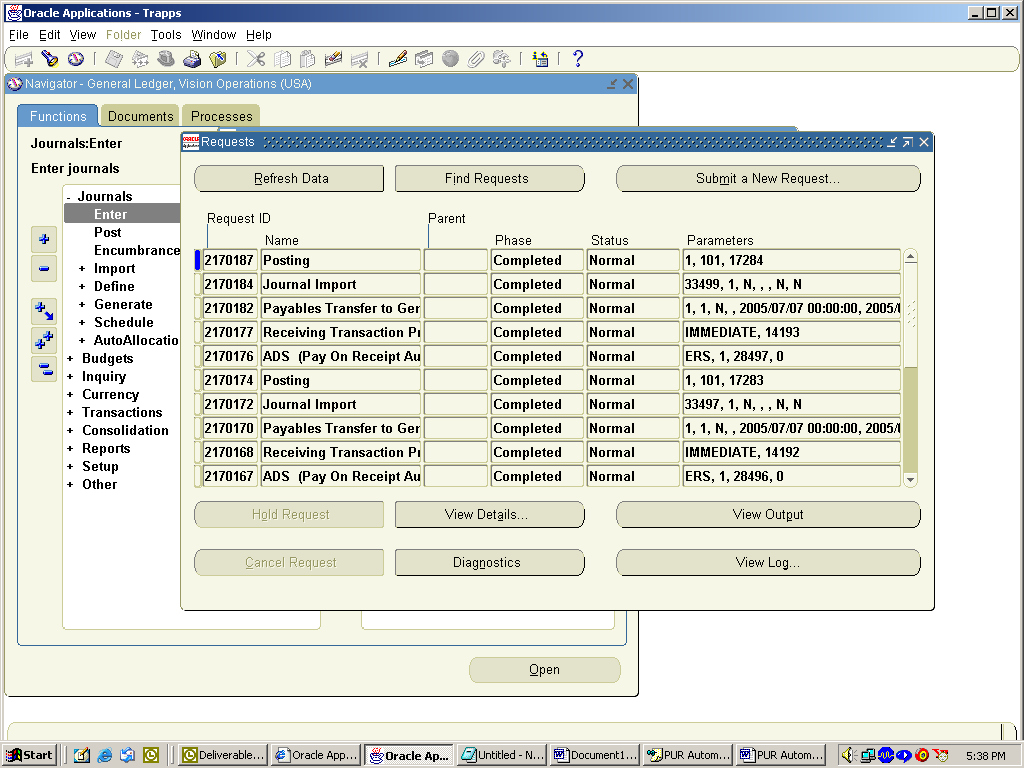 Oracle Applications - Trapps
File Edit View Folder Tools Window Help
Navigator - General Ledger, Vision Operations (USA)
Functions Documents Processes
Journals:Enter
Enter journals
- Journals
Enter
Post
Encumbrance
+ Import
+ Define
+ Generate
+ Schedule
+ AutoAllocatio
+ Budgets
+ Inquiry
+ Currency
+ Transactions
+ Consolidation
+ Reports
+ Setup
+ Other
Open
Requests
Refresh Data Find Requests Submit a New Request...
Request ID Parent
Name Phase Status Parameters
2170187 Posting Completed Normal 1, 101, 17284
2170184 Journal Import Completed Normal 33499, 1, N, , , N, N
2170182 Payables Transfer to Ger Completed Normal 1, 1, N, , 2005/07/07 00:00:00, 2005/
2170177 Receiving Transaction P Completed Normal IMMEDIATE, 14193
2170176 ADS (Pay On Receipt Au Completed Normal ERS, 1, 28497, 0
2170174 Posting Completed Normal 1, 101, 17283
2170172 Journal Import Completed Normal 33497, 1, N, , , N, N
2170170 Payables Transfer to Ger Completed Normal 1, 1, N, , 2005/07/07 00:00:00, 2005/
2170168 Receiving Transaction P Completed Normal IMMEDIATE, 14192
2170167 ADS (Pay On Receipt Au Completed Normal ERS, 1, 28496, 0
Hold Request View Details... View Output
Cancel Request Diagnostics View Log...
Start Deliverable... Oracle App... Oracle Ap... Untitled - N... Document1... PUR Autom... PUR Autom... 5:38 PM